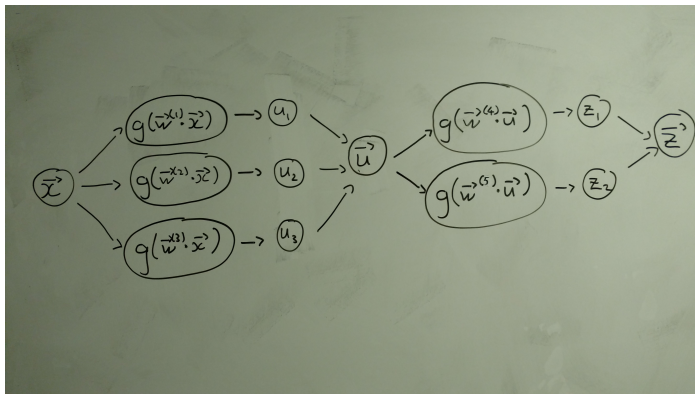 x⃗
g(w⃗⁽¹⁾·x⃗)
u₁
g(w⃗⁽²⁾·x⃗)
u₂
g(w⃗⁽³⁾·x⃗)
u₃
u⃗
g(w⃗⁽⁴⁾·u⃗)
z₁
g(w⃗⁽⁵⁾·u⃗)
z₂
z⃗